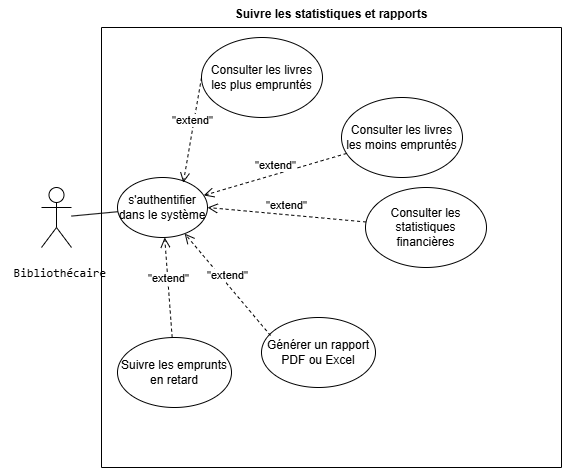 Suivre les statistiques et rapports
Consulter les livres
les plus empruntés
"extend"
Consulter les livres
les moins empruntés
"extend"
s'authentifier
dans le système
"extend"
Consulter les
statistiques
financières
Bibliothécaire
"extend"
"extend"
Suivre les emprunts
en retard
Générer un rapport
PDF ou Excel